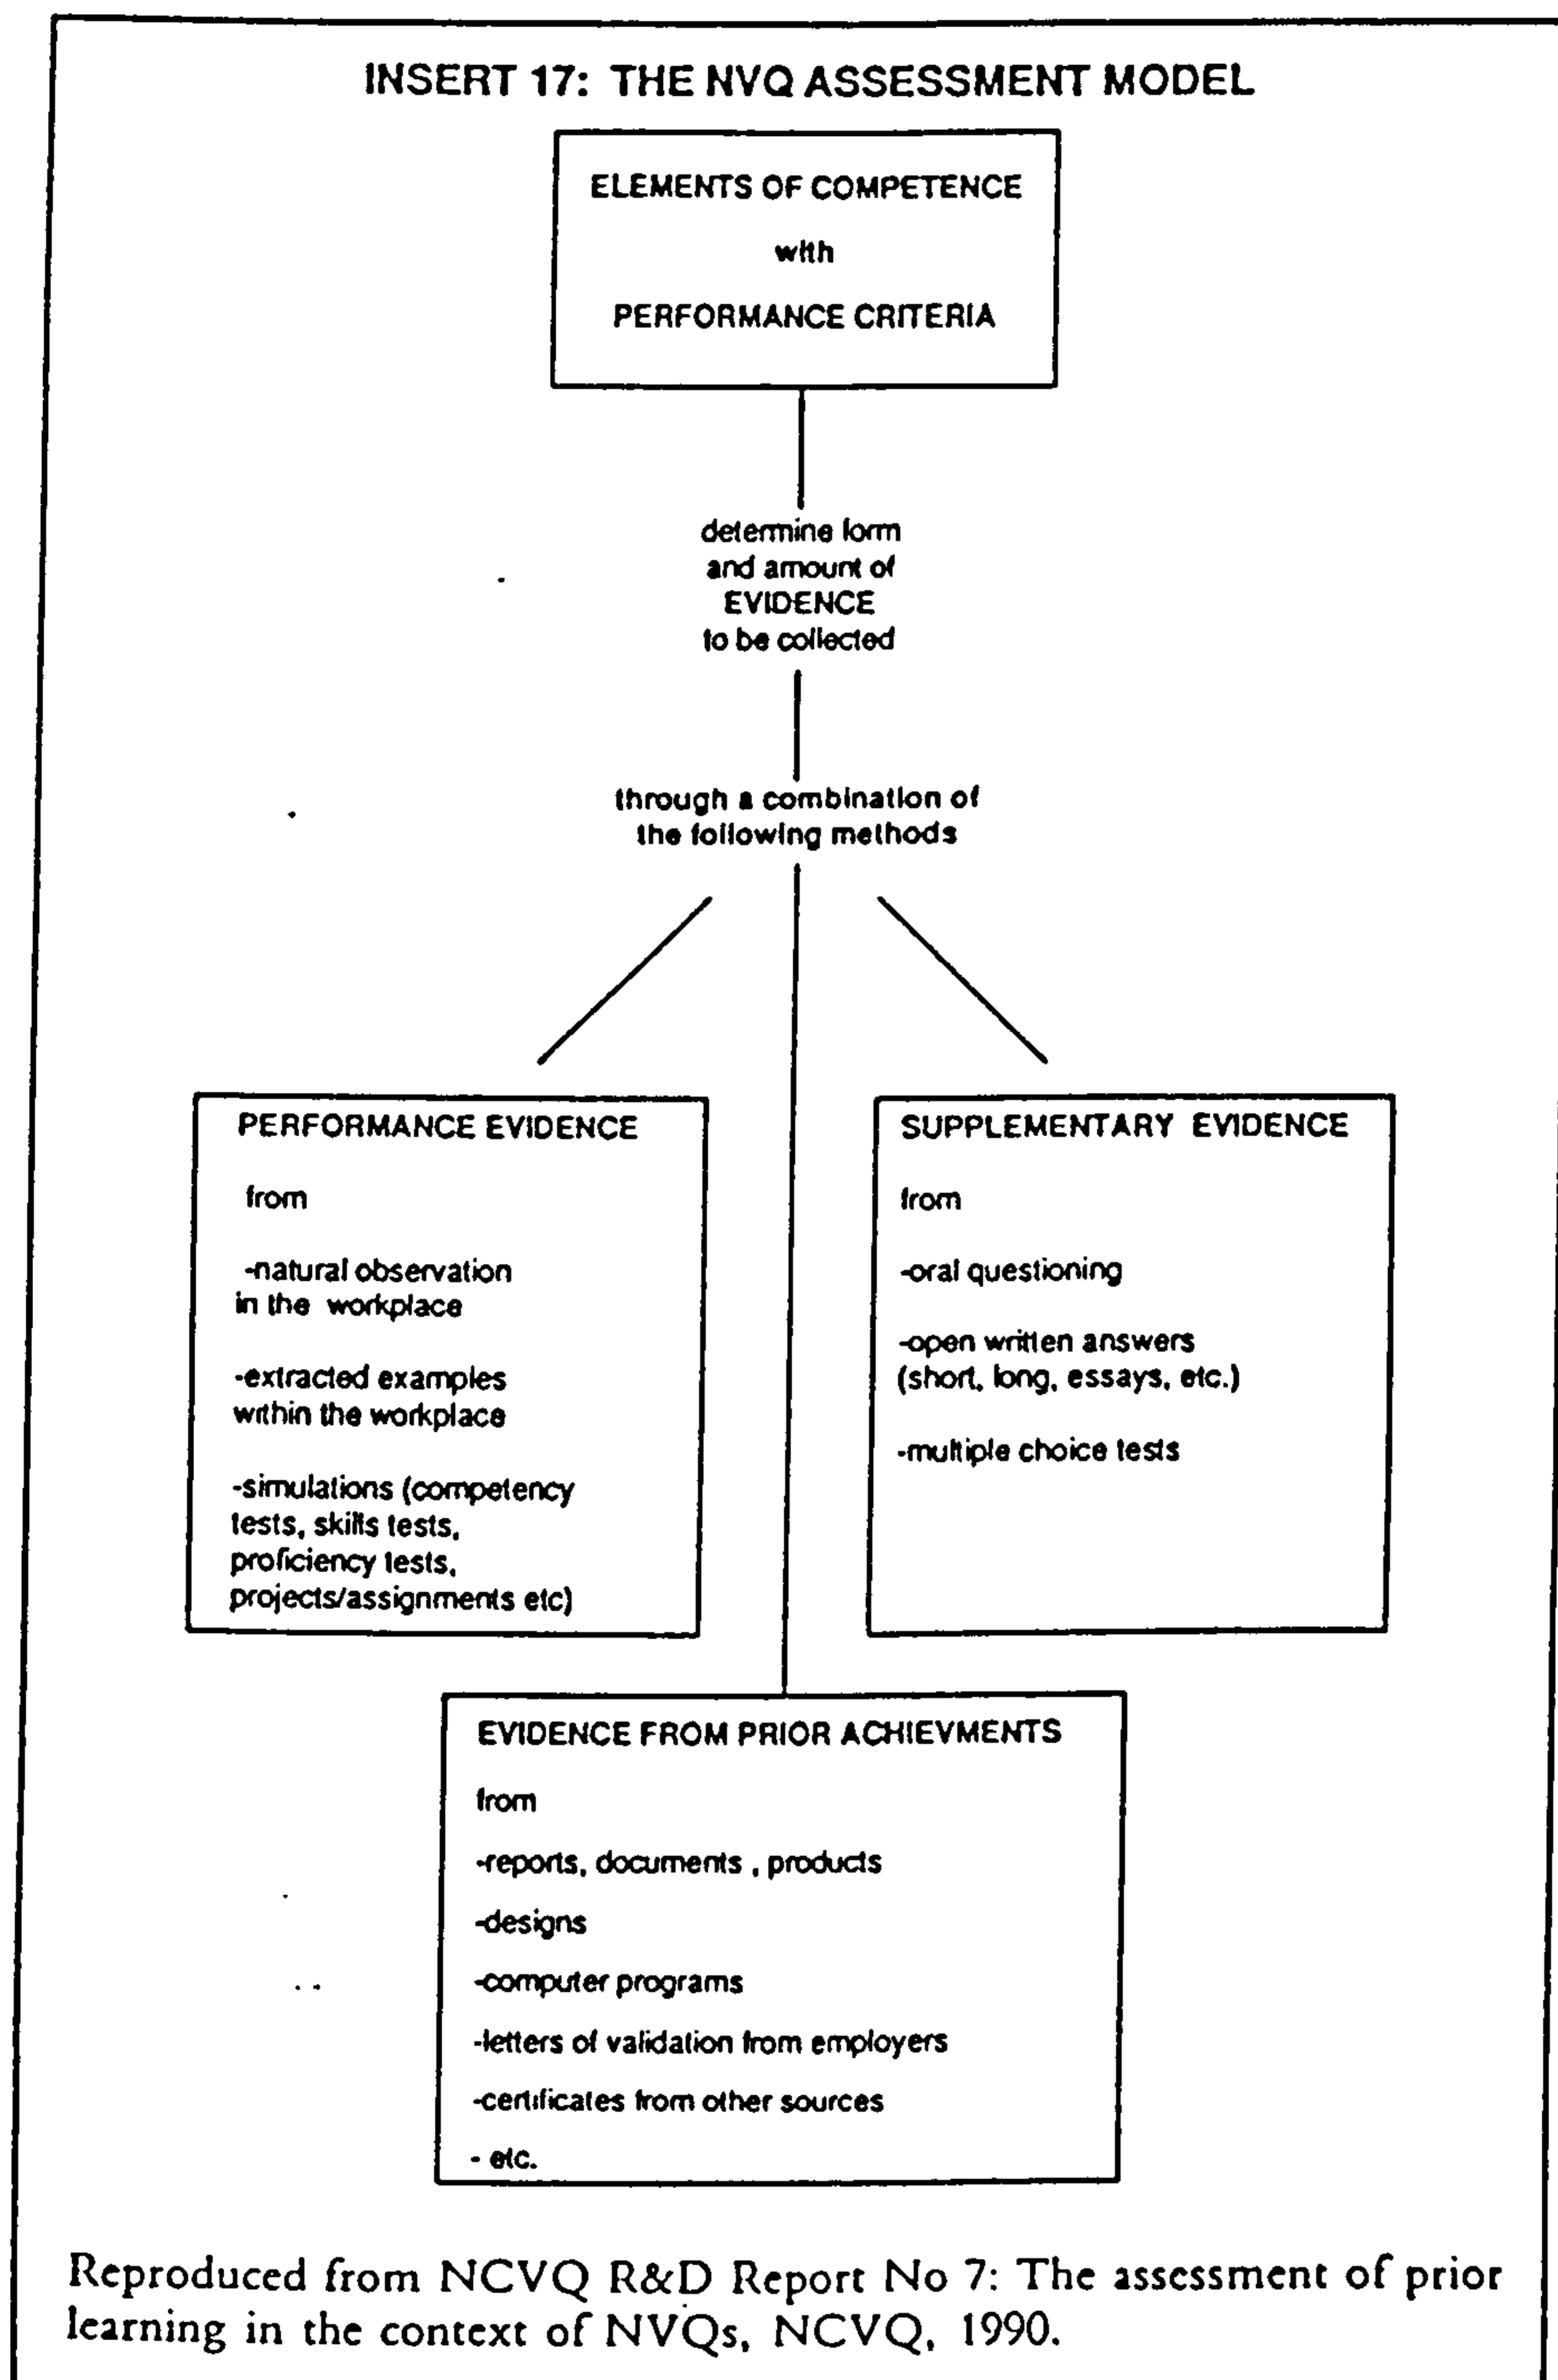 INSERT 17: THE NVQ ASSESSMENT MODEL
ELEMENTS OF COMPETENCE
with
PERFORMANCE CRITERIA
determine form
and amount of
EVIDENCE
to be collected
through a combination of
the following methods
PERFORMANCE EVIDENCE
from
-natural observation
in the workplace
-extracted examples
within the workplace
-simulations (competency
tests, skills tests,
proficiency tests,
projects/assignments etc)
SUPPLEMENTARY EVIDENCE
from
-oral questioning
-open written answers
(short, long, essays, etc.)
-multiple choice tests
EVIDENCE FROM PRIOR ACHIEVMENTS
from
-reports, documents , products
-designs
-computer programs
-letters of validation from employers
-certificates from other sources
- etc.
Reproduced from NCVQ R&D Report No 7: The assessment of prior
learning in the context of NVQs, NCVQ, 1990.